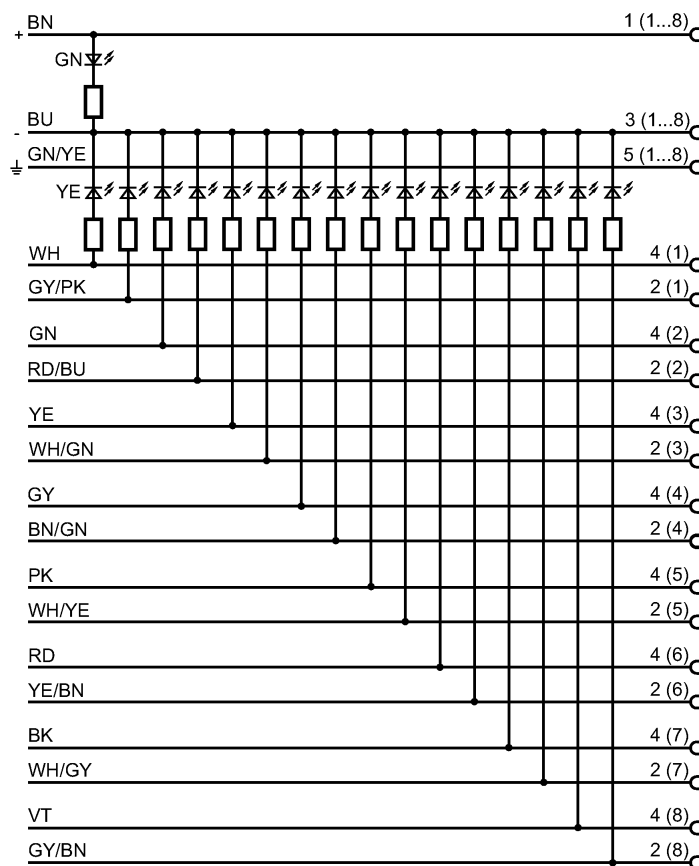 BN 1 (1...8)
+
GN
BU 3 (1...8)
-
GN/YE 5 (1...8)
YE
WH 4 (1)
GY/PK 2 (1)
GN 4 (2)
RD/BU 2 (2)
YE 4 (3)
WH/GN 2 (3)
GY 4 (4)
BN/GN 2 (4)
PK 4 (5)
WH/YE 2 (5)
RD 4 (6)
YE/BN 2 (6)
BK 4 (7)
WH/GY 2 (7)
VT 4 (8)
GY/BN 2 (8)